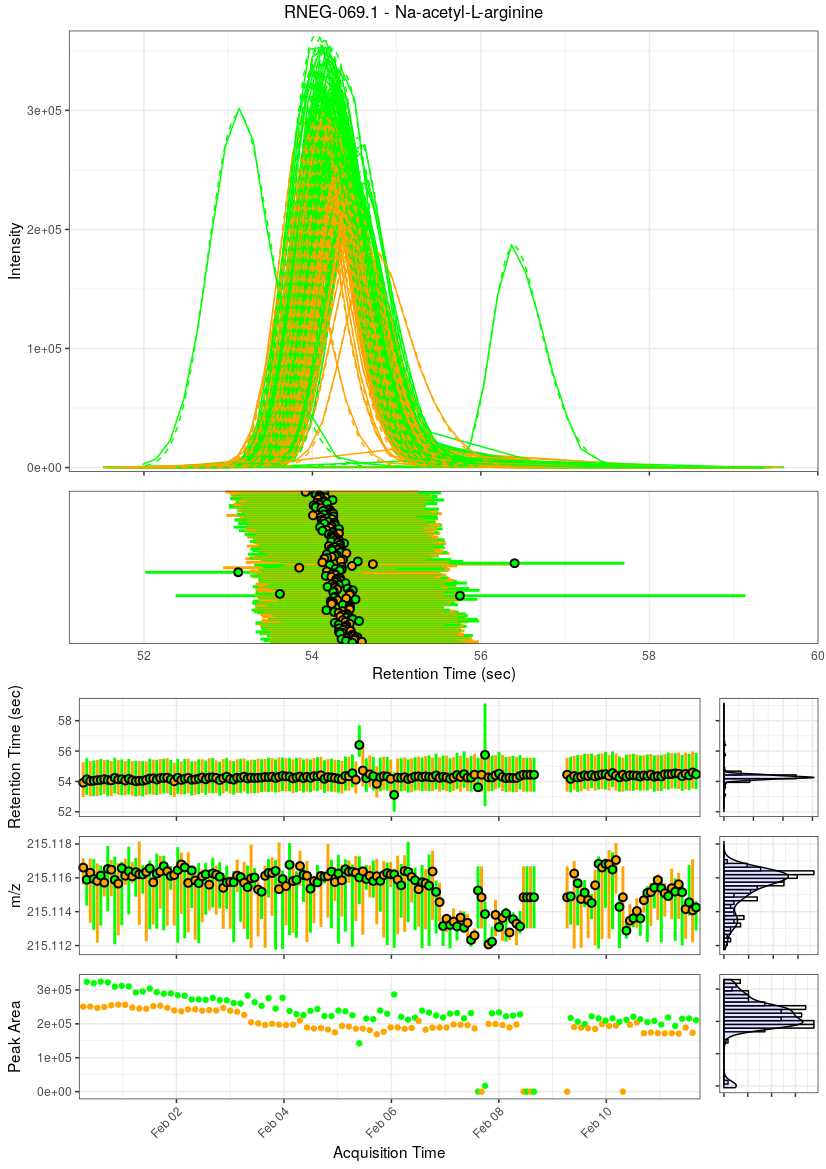 RNEG-069.1 - Na-acetyl-L-arginine
Intensity
3e+05
2e+05
1e+05
0e+00
52
54
56
58
60
Retention Time (sec)
Retention Time (sec)
58
56
54
52
m/z
215.118
215.116
215.114
215.112
Peak Area
3e+05
2e+05
1e+05
0e+00
Feb 02
Feb 04
Feb 06
Feb 08
Feb 10
Acquisition Time